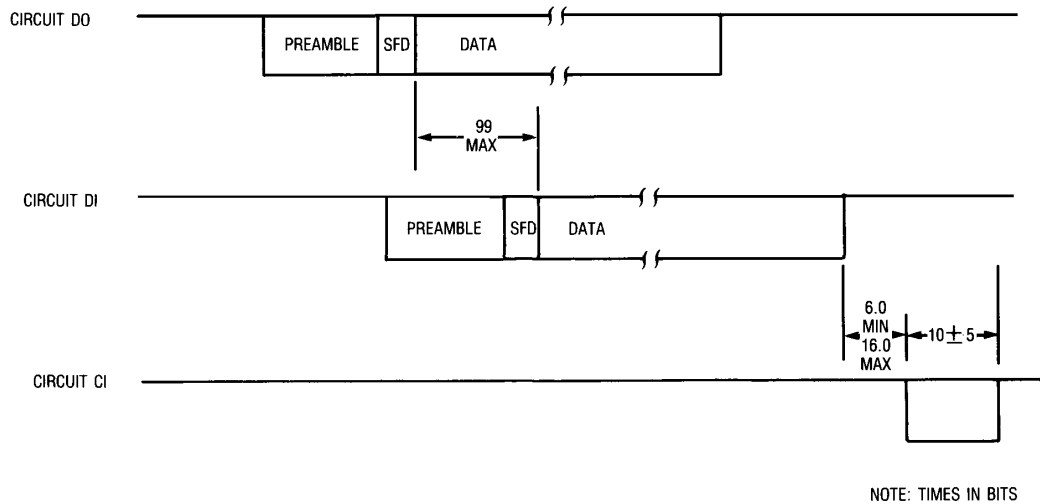 CIRCUIT DO
PREAMBLE SFD DATA
99
MAX
CIRCUIT DI
PREAMBLE SFD DATA
6.0
MIN
16.0
MAX
10±5
CIRCUIT CI
NOTE: TIMES IN BITS